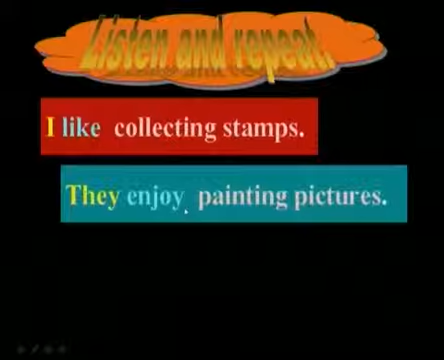 Listen and repeat.
I like collecting stamps.
They enjoy painting pictures.